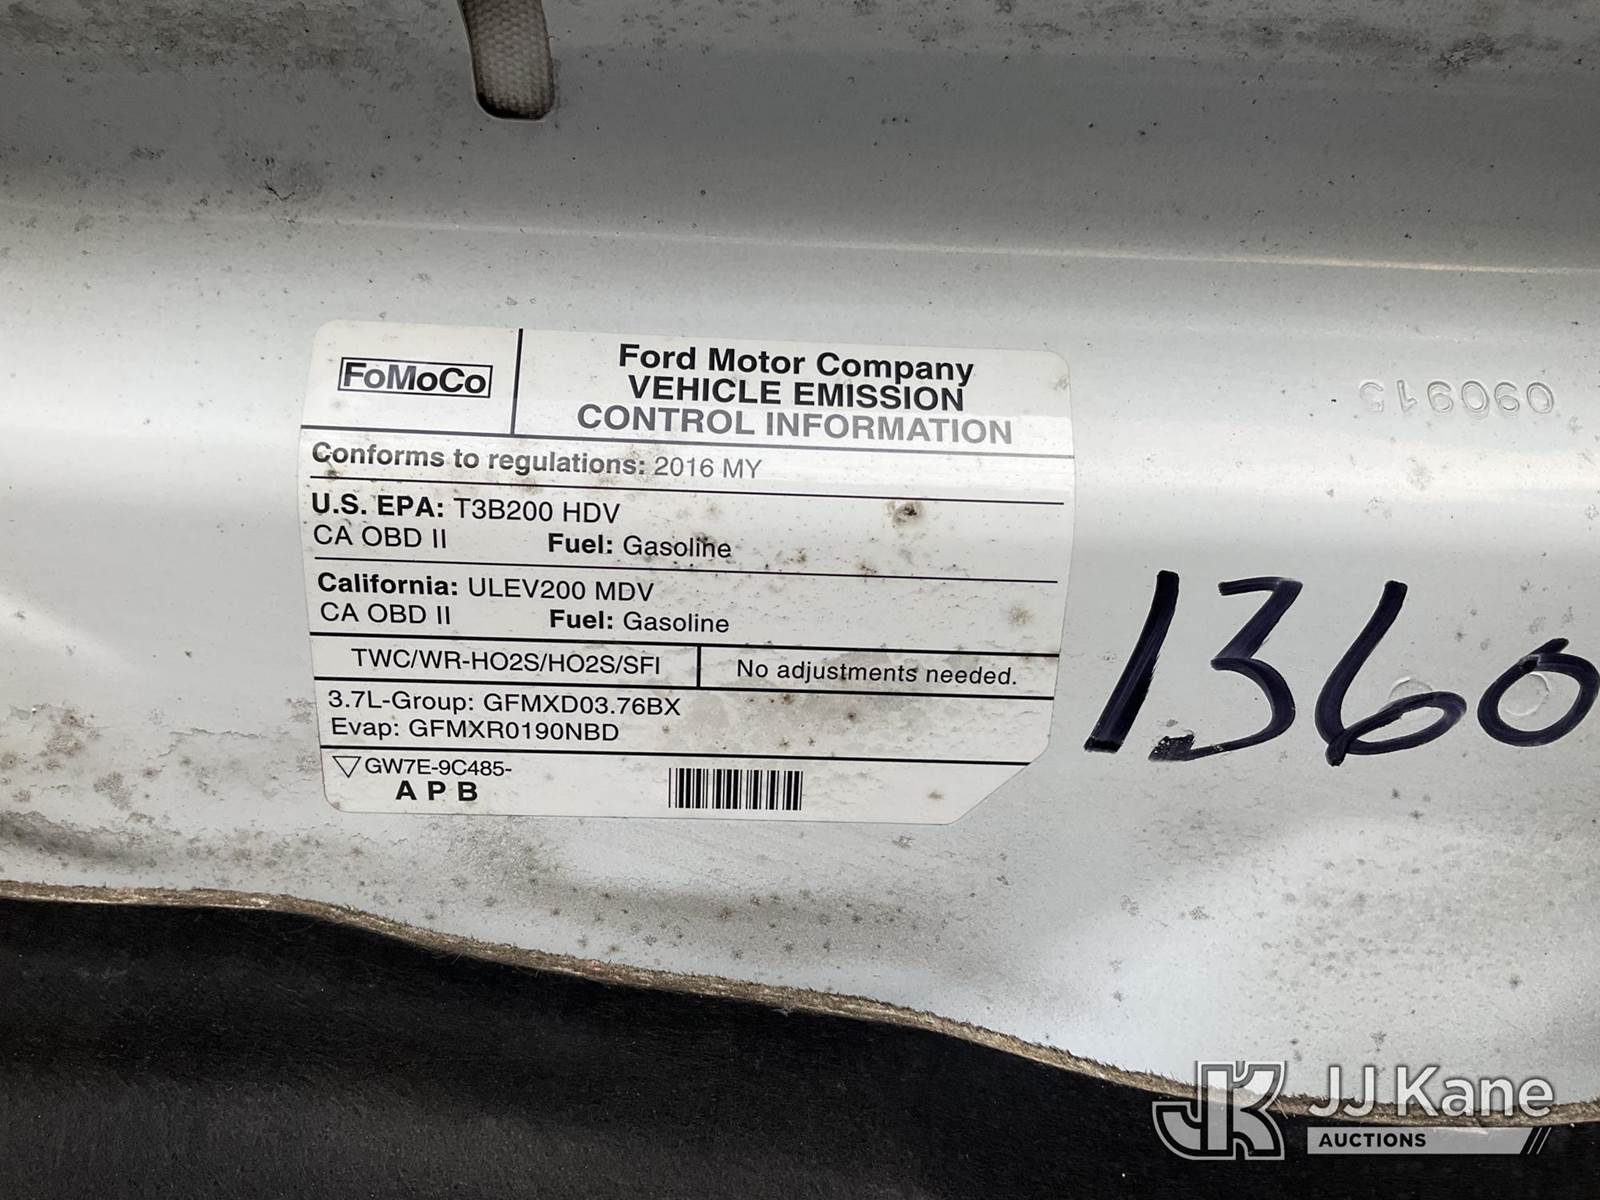 FoMoCo
Ford Motor Company
VEHICLE EMISSION
CONTROL INFORMATION
Conforms to regulations: 2016 MY
U.S. EPA: T3B200 HDV
CA OBD II Fuel: Gasoline
California: ULEV200 MDV
CA OBD II Fuel: Gasoline
TWC/WR-HO2S/HO2S/SFI
No adjustments needed.
3.7L-Group: GFMXD03.76BX
Evap: GFMXR0190NBD
GW7E-9C485-
A P B
090915
1360
JK JJ Kane
AUCTIONS